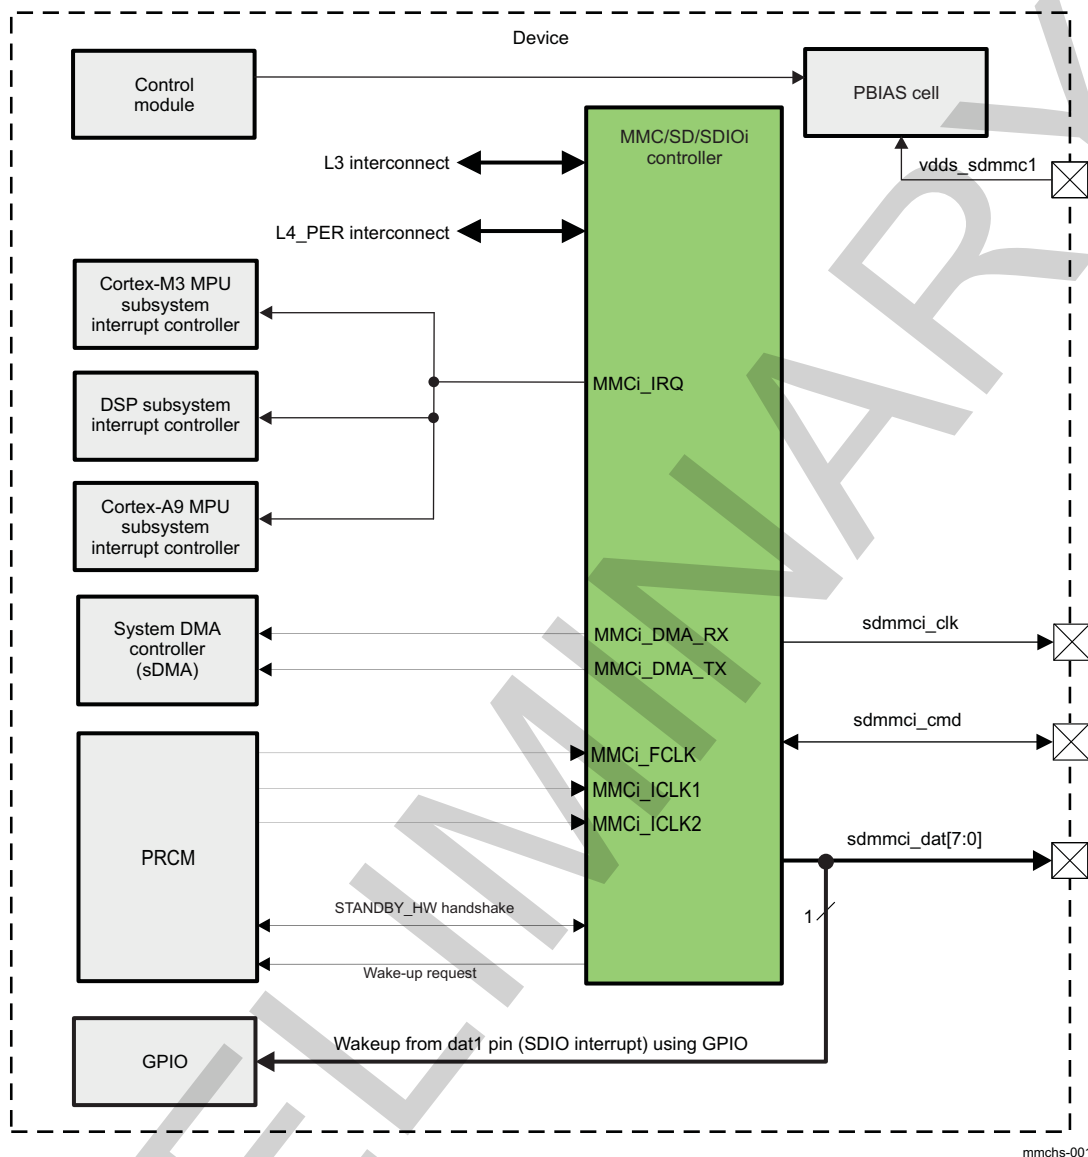 Device
Control
module
PBIAS cell
MMC/SD/SDIOi
controller
L3 interconnect
vdds_sdmmc1
L4_PER interconnect
Cortex-M3 MPU
subsystem
interrupt controller
MMCi_IRQ
DSP subsystem
interrupt controller
Cortex-A9 MPU
subsystem
interrupt controller
System DMA
controller
(sDMA)
MMCi_DMA_RX
MMCi_DMA_TX
sdmmci_clk
sdmmci_cmd
MMCi_FCLK
MMCi_ICLK1
MMCi_ICLK2
PRCM
sdmmci_dat[7:0]
STANDBY_HW handshake
1
Wake-up request
Wakeup from dat1 pin (SDIO interrupt) using GPIO
GPIO
mmchs-001
ELIMINARY